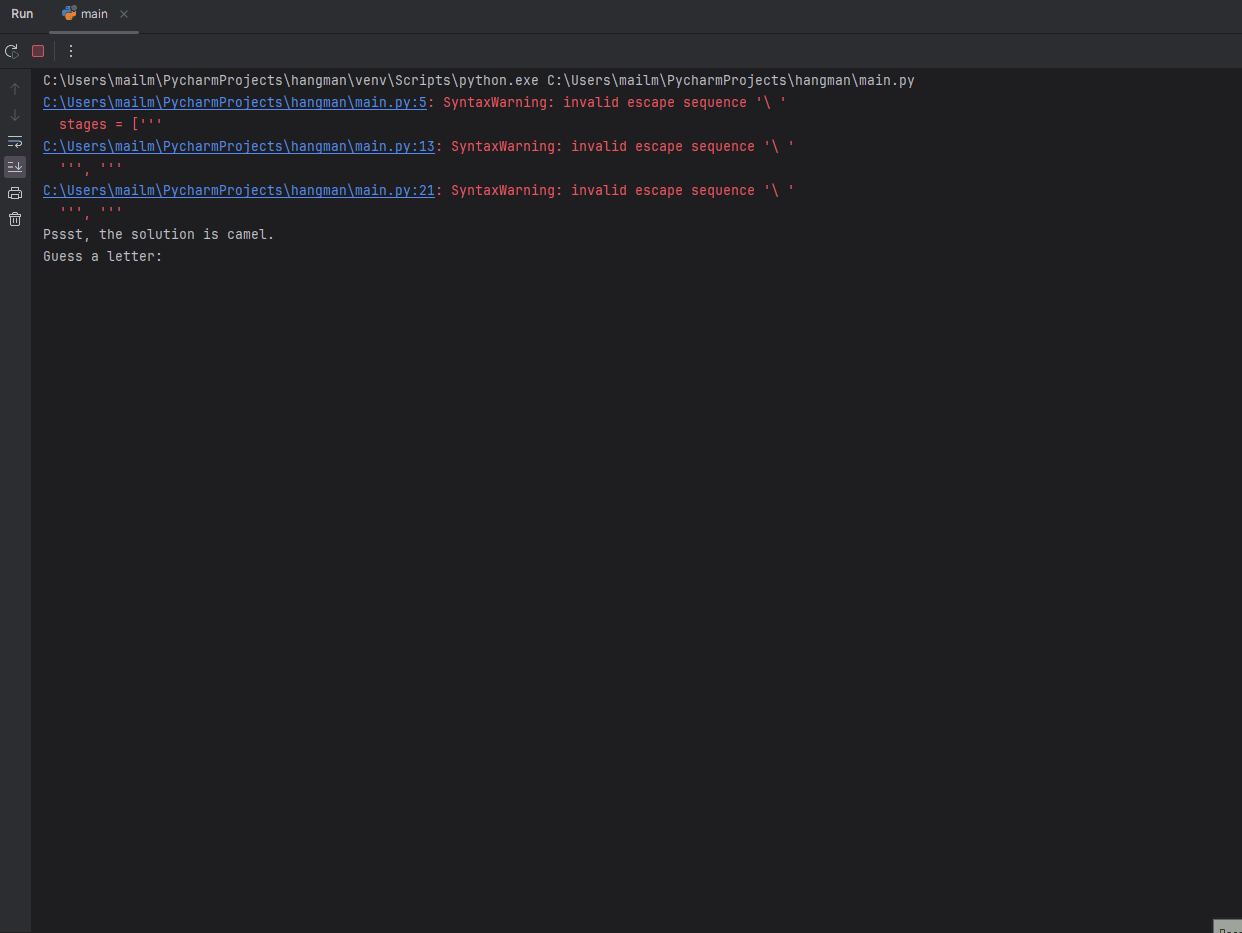 Run main
C:\Users\mailm\PycharmProjects\hangman\venv\Scripts\python.exe C:\Users\mailm\PycharmProjects\hangman\main.py
C:\Users\mailm\PycharmProjects\hangman\main.py:5: SyntaxWarning: invalid escape sequence '\ '
  stages = ['''
C:\Users\mailm\PycharmProjects\hangman\main.py:13: SyntaxWarning: invalid escape sequence '\ '
  ''', '''
C:\Users\mailm\PycharmProjects\hangman\main.py:21: SyntaxWarning: invalid escape sequence '\ '
  ''', '''
Pssst, the solution is camel.
Guess a letter: